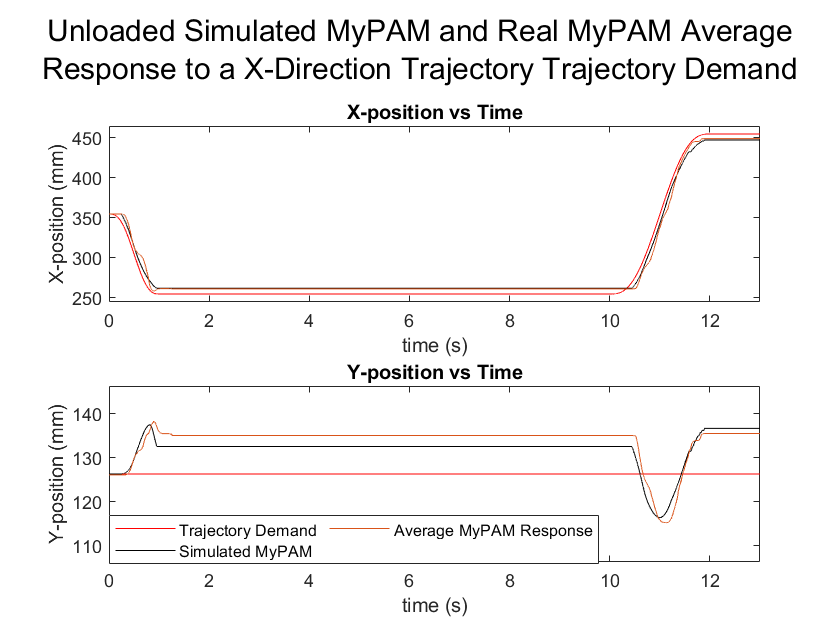 Unloaded Simulated MyPAM and Real MyPAM Average
Response to a X-Direction Trajectory Trajectory Demand
X-position vs Time
X-position (mm)
450
400
350
300
250
0 2 4 6 8 10 12
time (s)
Y-position vs Time
Y-position (mm)
140
130
120
110
Trajectory Demand Average MyPAM Response
Simulated MyPAM
0 2 4 6 8 10 12
time (s)